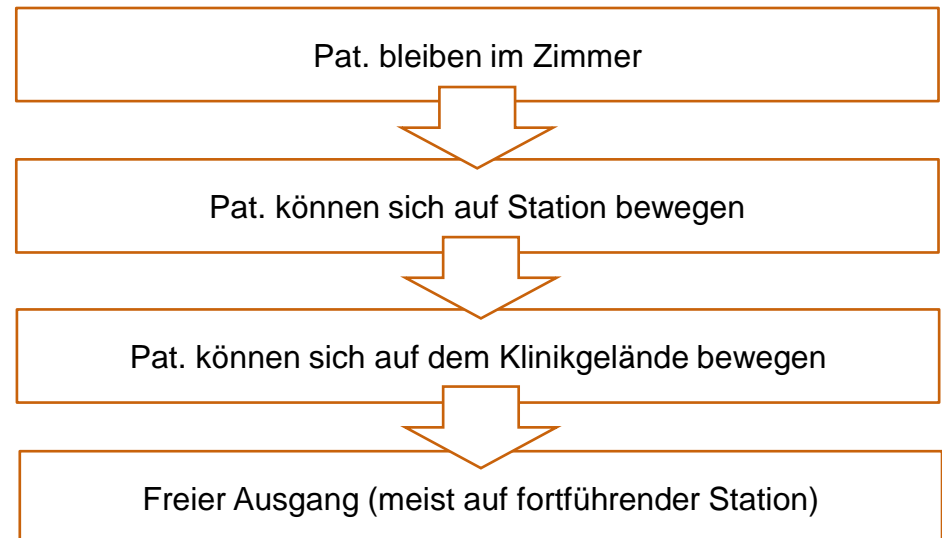 Pat. bleiben im Zimmer
Pat. können sich auf Station bewegen
Pat. können sich auf dem Klinikgelände bewegen
Freier Ausgang (meist auf fortführender Station)